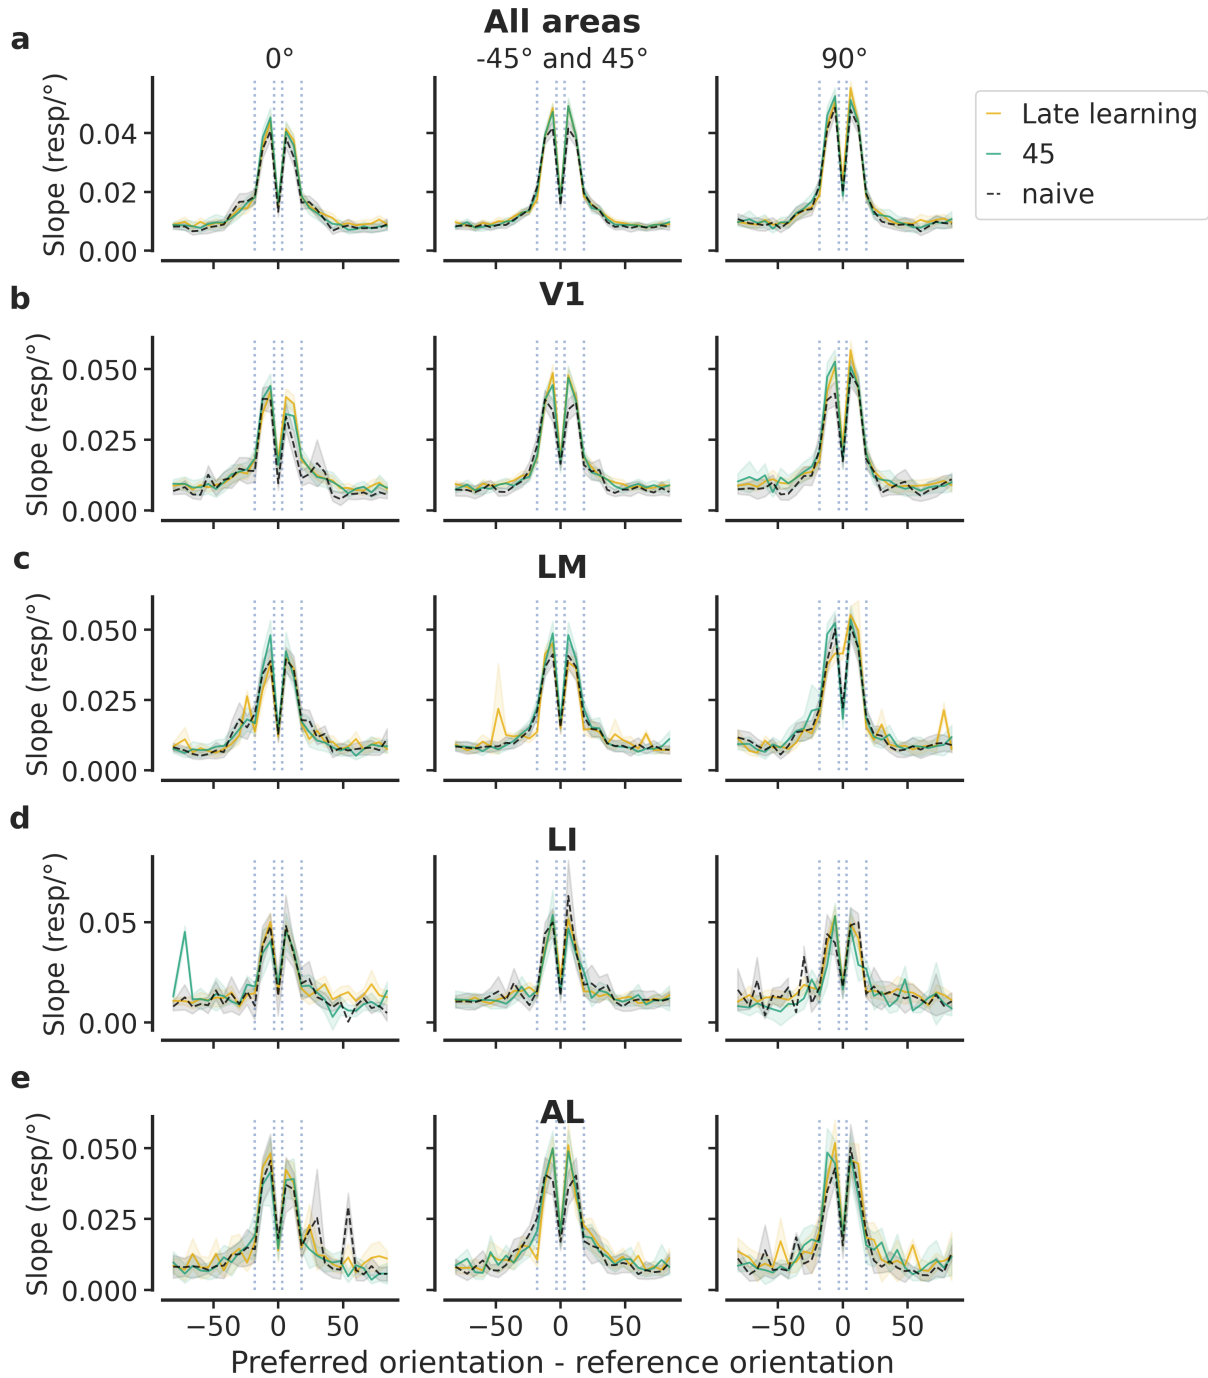 a
All areas
0°
-45° and 45°
90°
Slope (resp/°)
0.04
0.02
0.00
Late learning
45
naive
b
V1
Slope (resp/°)
0.050
0.025
0.000
c
LM
Slope (resp/°)
0.050
0.025
0.000
d
LI
Slope (resp/°)
0.05
0.00
e
AL
Slope (resp/°)
0.050
0.025
0.000
−50 0 50
−50 0 50
−50 0 50
Preferred orientation - reference orientation